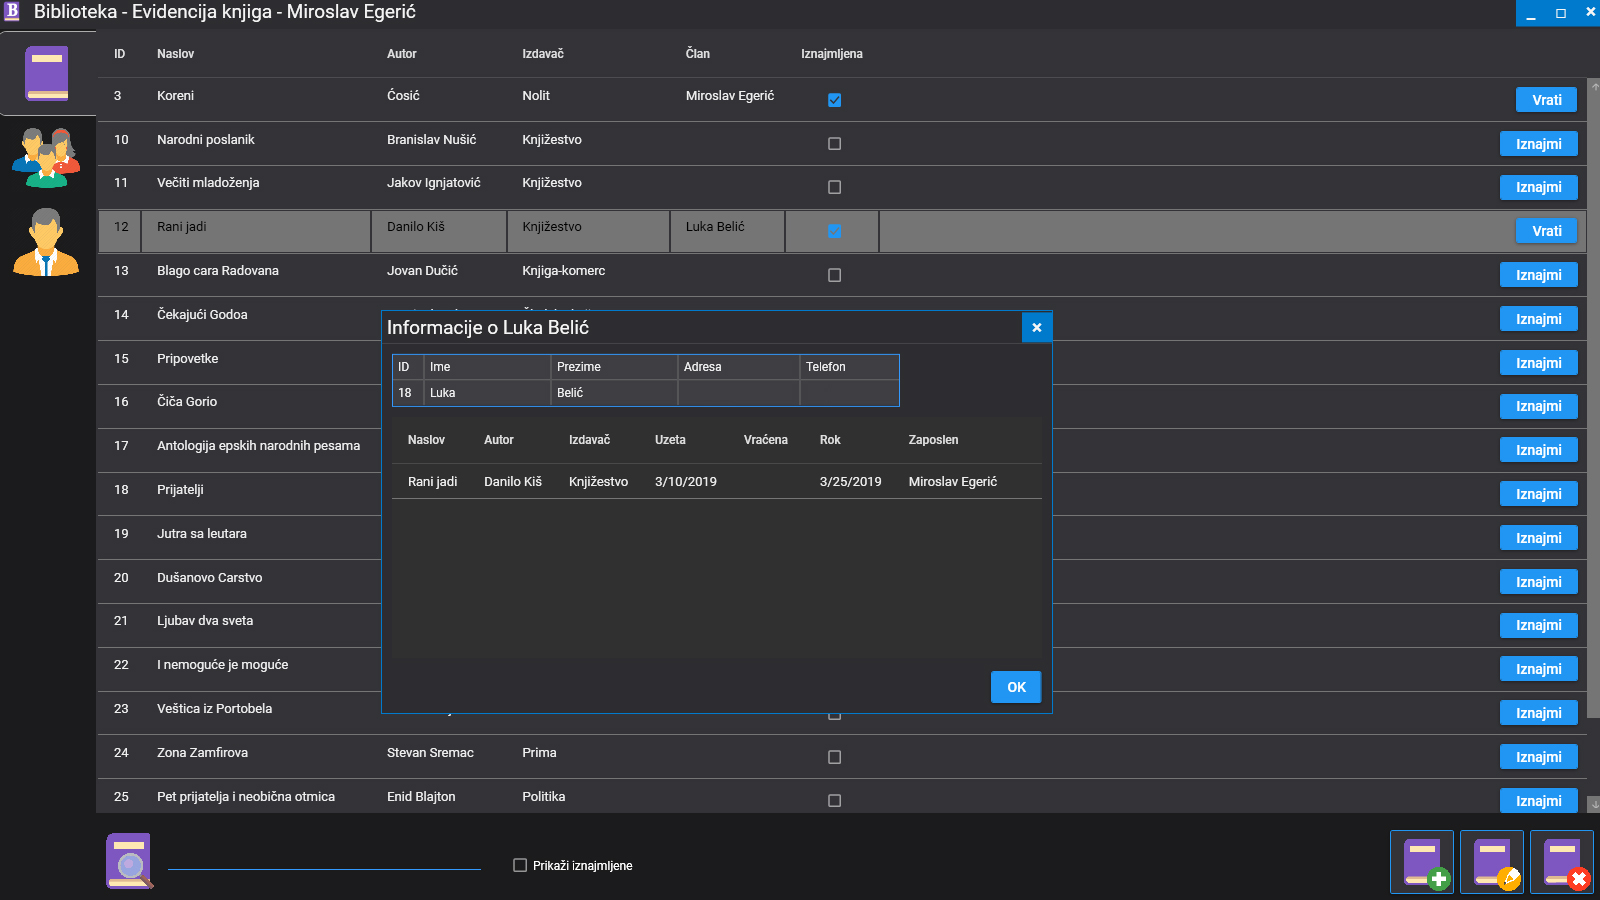 Biblioteka - Evidencija knjiga - Miroslav Egerić
ID Naslov Autor Izdavač Član Iznajmljena
3 Koreni Ćosić Nolit Miroslav Egerić Vrati
10 Narodni poslanik Branislav Nušić Knjižestvo Iznajmi
11 Večiti mladoženja Jakov Ignjatović Knjižestvo Iznajmi
12 Rani jadi Danilo Kiš Knjižestvo Luka Belić Vrati
13 Blago cara Radovana Jovan Dučić Knjiga-komerc Iznajmi
14 Čekajući Godoa Iznajmi
15 Pripovetke Iznajmi
16 Čiča Gorio Iznajmi
17 Antologija epskih narodnih pesama Iznajmi
18 Prijatelji Iznajmi
19 Jutra sa leutara Iznajmi
20 Dušanovo Carstvo Iznajmi
21 Ljubav dva sveta Iznajmi
22 I nemoguće je moguće Iznajmi
23 Veštica iz Portobela Iznajmi
24 Zona Zamfirova Stevan Sremac Prima Iznajmi
25 Pet prijatelja i neobična otmica Enid Blajton Politika Iznajmi
Informacije o Luka Belić
ID Ime Prezime Adresa Telefon
18 Luka Belić
Naslov Autor Izdavač Uzeta Vraćena Rok Zaposlen
Rani jadi Danilo Kiš Knjižestvo 3/10/2019 3/25/2019 Miroslav Egerić
OK
Prikaži iznajmljene